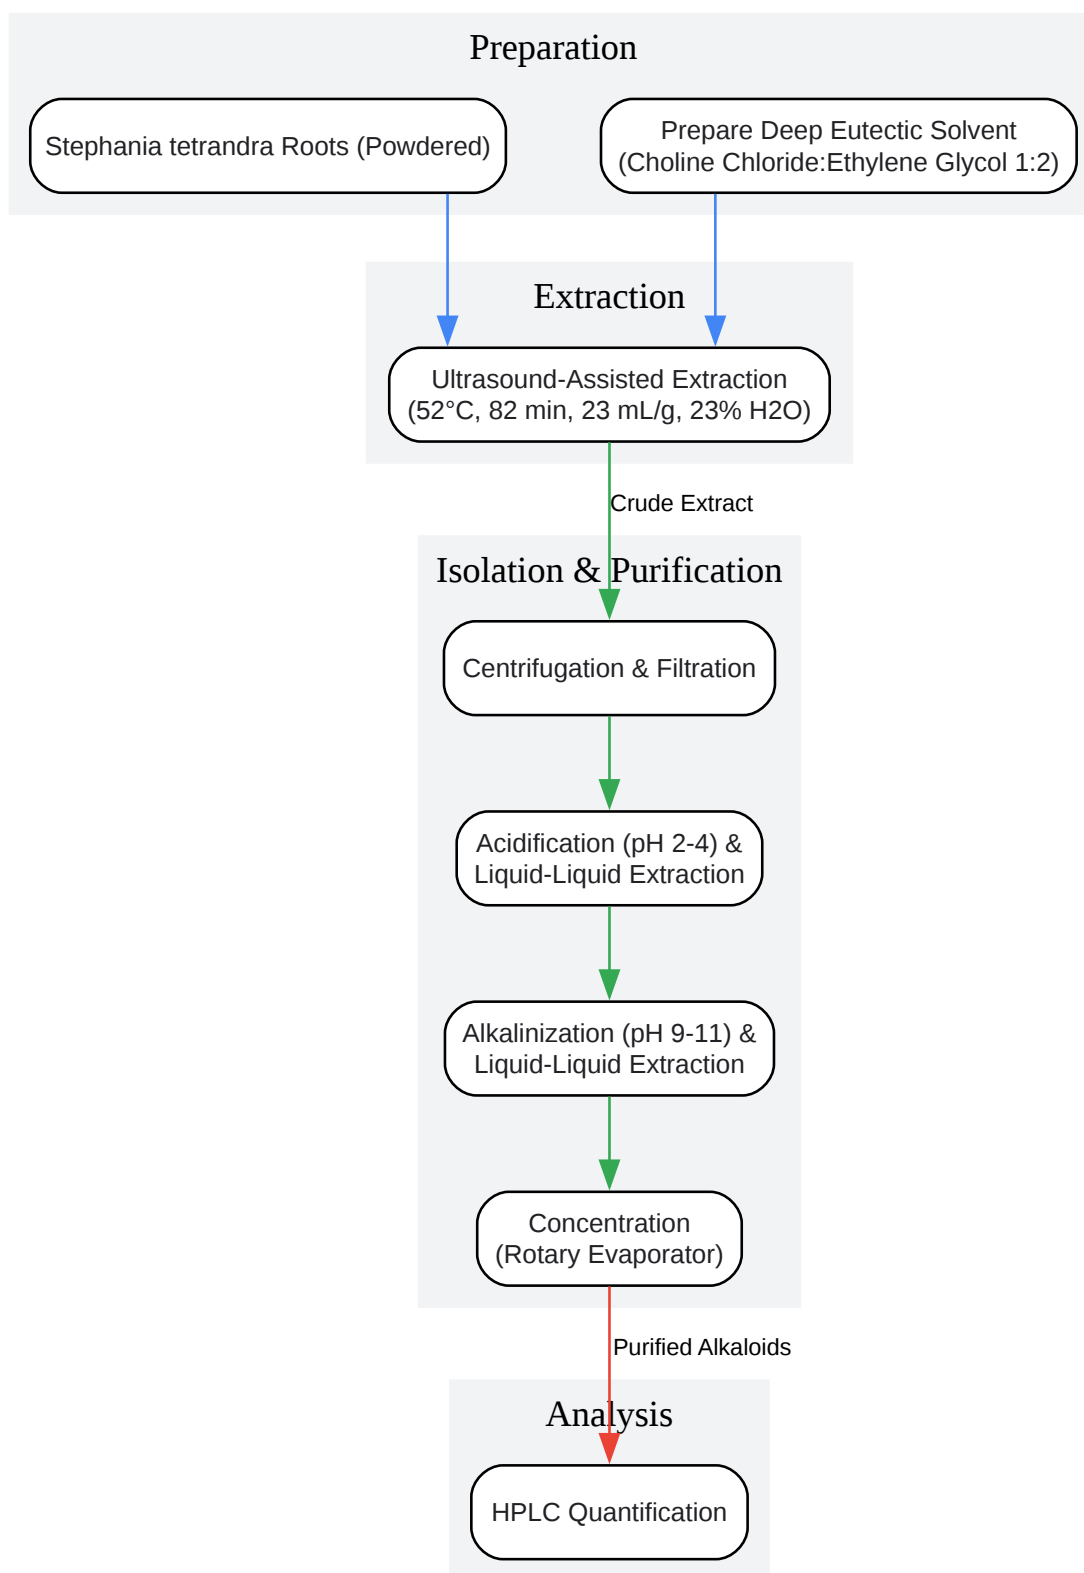 Preparation
Stephania tetrandra Roots (Powdered)
Prepare Deep Eutectic Solvent
(Choline Chloride:Ethylene Glycol 1:2)
Extraction
Ultrasound-Assisted Extraction
(52°C, 82 min, 23 mL/g, 23% H2O)
Crude Extract
Isolation & Purification
Centrifugation & Filtration
Acidification (pH 2-4) &
Liquid-Liquid Extraction
Alkalinization (pH 9-11) &
Liquid-Liquid Extraction
Concentration
(Rotary Evaporator)
Purified Alkaloids
Analysis
HPLC Quantification